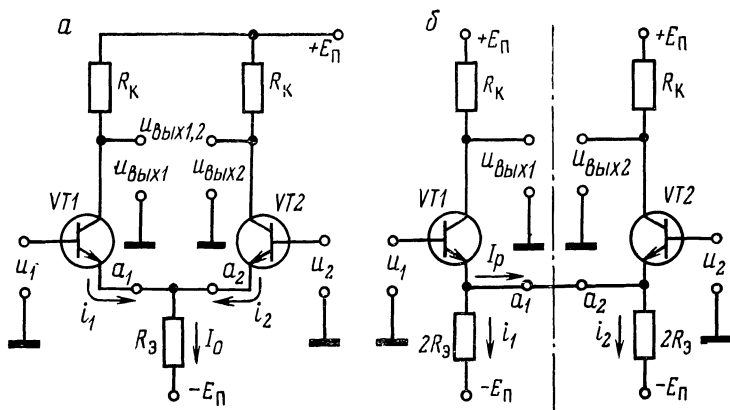 а
+Eп
Rк
Rк
uвых1,2
uвых1
uвых2
VT1
VT2
u1
a1
a2
u2
i1
i2
Rэ
I0
−Eп
б
+Eп
+Eп
Rк
Rк
uвых1
uвых2
VT1
VT2
u1
Iр
u2
a1
a2
2Rэ
i1
i2
2Rэ
−Eп
−Eп